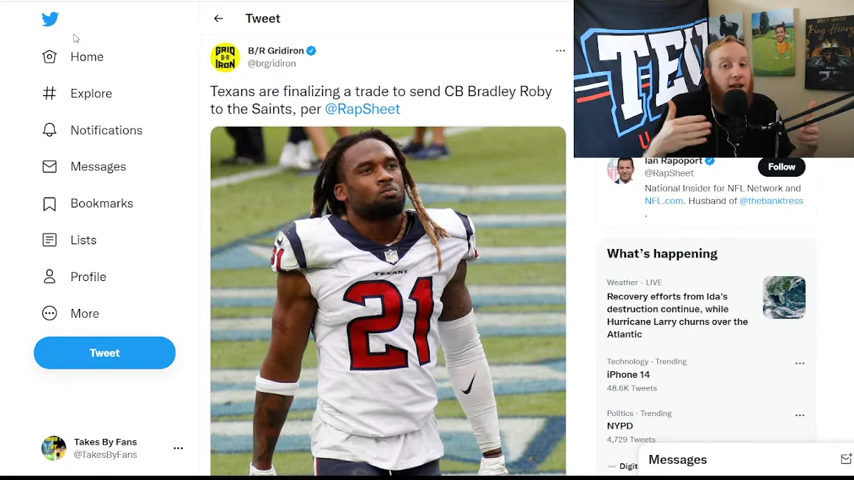 Home
Explore
Notifications
Messages
Bookmarks
Lists
Profile
More
Tweet
Takes By Fans
@TakesByFans
Tweet
GRID
IRON
B/R Gridiron
@brgridiron
Texans are finalizing a trade to send CB Bradley Roby
to the Saints, per @RapSheet
TEXANS
21
Ian Rapoport
@RapSheet
Follow
National Insider for NFL Network and
NFL.com. Husband of @thebanktress
.
What's happening
Weather · LIVE
Recovery efforts from Ida's
destruction continue, while
Hurricane Larry churns over the
Atlantic
Technology · Trending
iPhone 14
48.6K Tweets
Politics · Trending
NYPD
4,729 Tweets
Digit
Messages